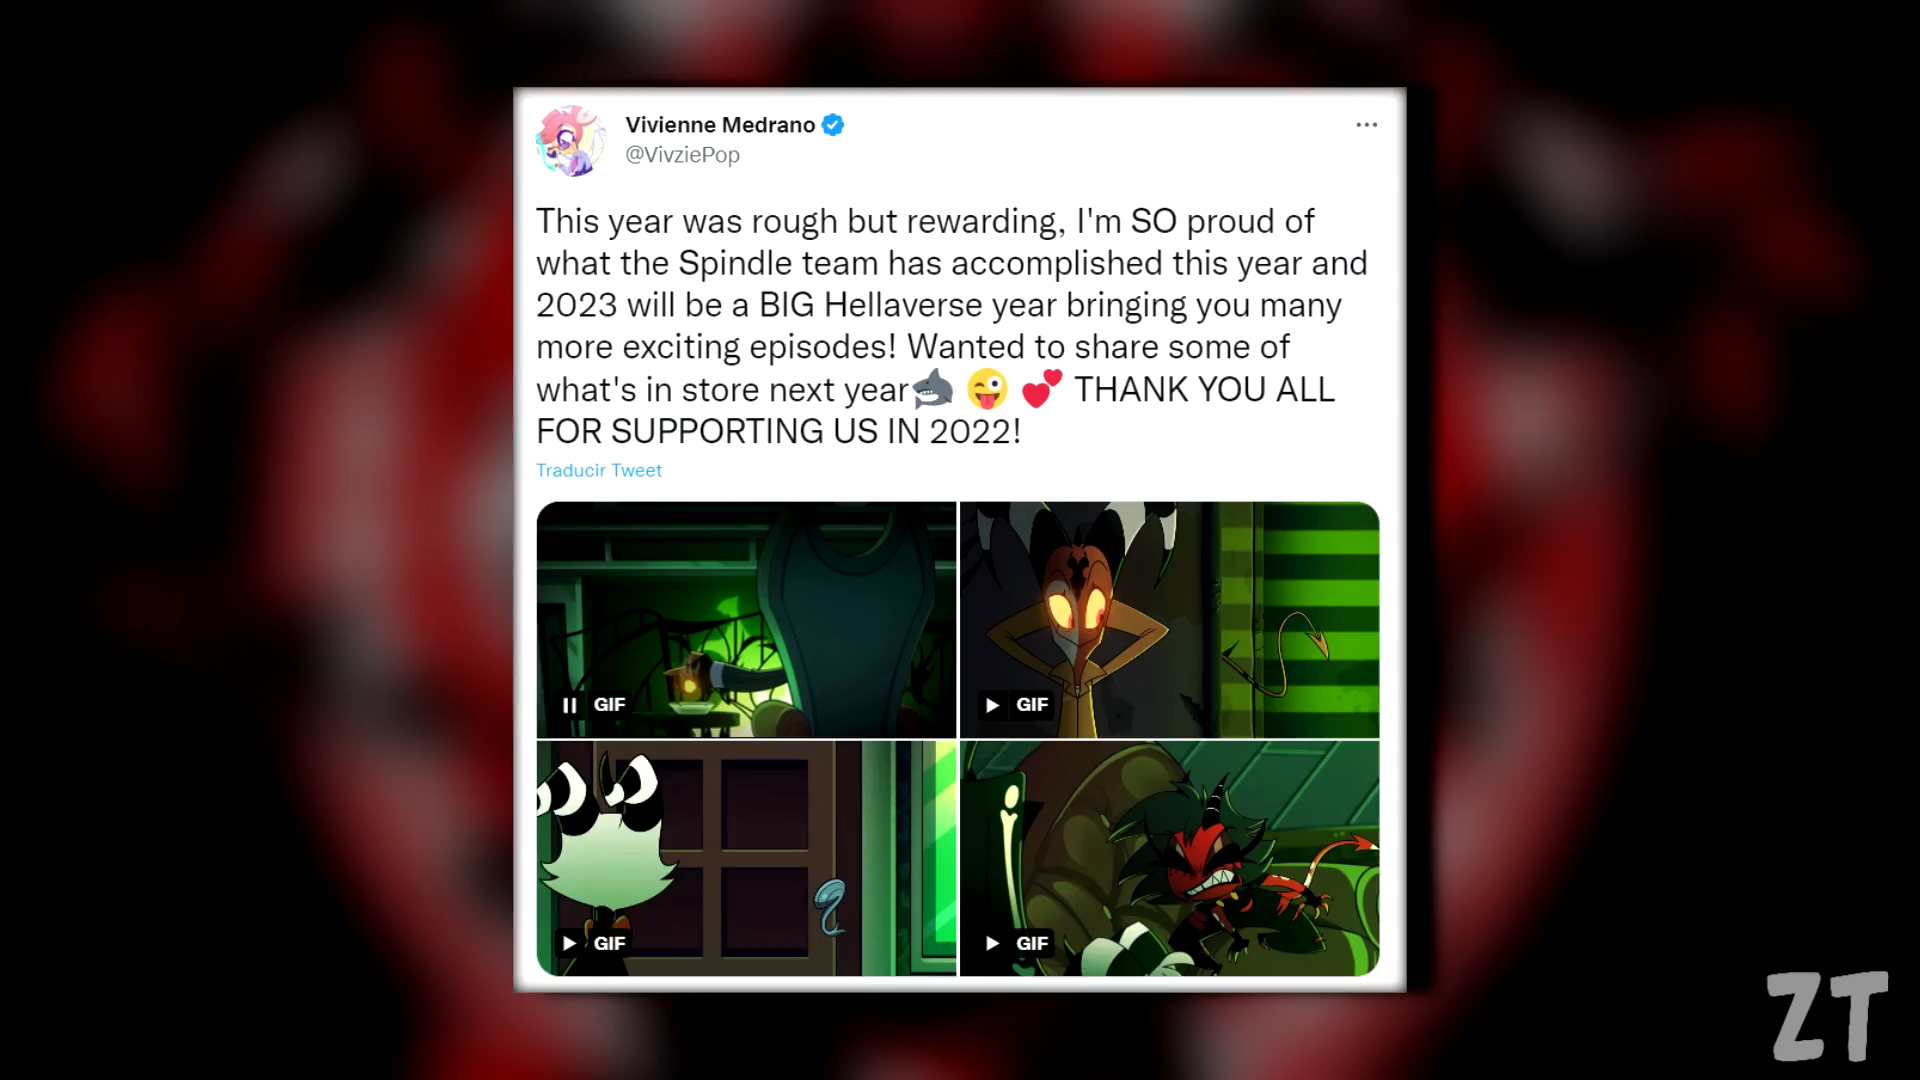 Vivienne Medrano
@VivziePop
This year was rough but rewarding, I'm SO proud of
what the Spindle team has accomplished this year and
2023 will be a BIG Hellaverse year bringing you many
more exciting episodes! Wanted to share some of
what's in store next year🦈 😜 💕 THANK YOU ALL
FOR SUPPORTING US IN 2022!
Traducir Tweet
GIF
GIF
GIF
GIF
ZT